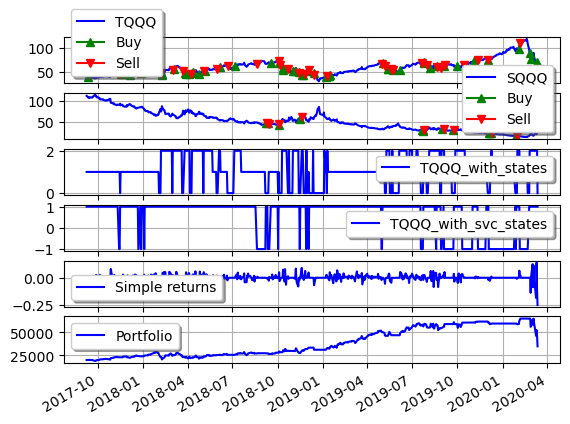 TQQQ
Buy
Sell
100
50
SQQQ
Buy
Sell
100
50
TQQQ_with_states
2
0
TQQQ_with_svc_states
1
0
−1
Simple returns
0.00
−0.25
Portfolio
50000
25000
2017-10 2018-01 2018-04 2018-07 2018-10 2019-01 2019-04 2019-07 2019-10 2020-01 2020-04